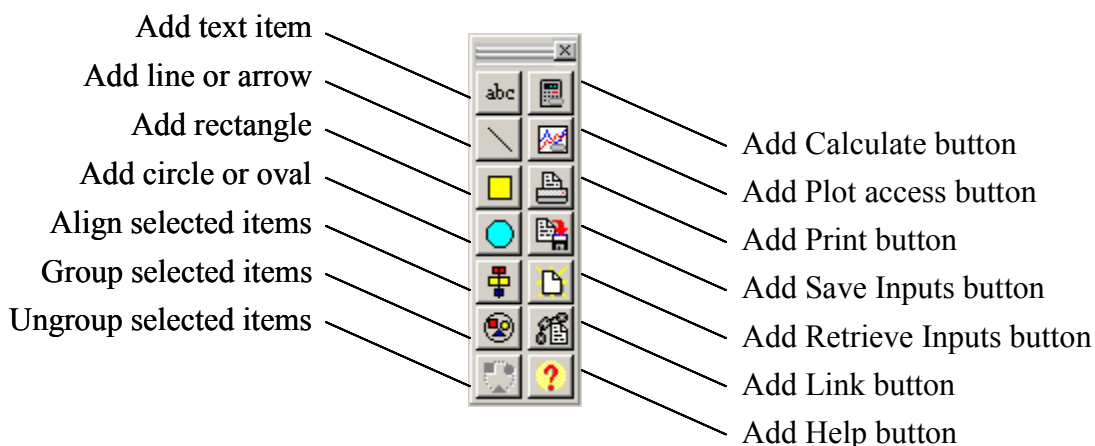 Add text item
Add line or arrow
Add rectangle
Add circle or oval
Align selected items
Group selected items
Ungroup selected items
abc
?
Add Calculate button
Add Plot access button
Add Print button
Add Save Inputs button
Add Retrieve Inputs button
Add Link button
Add Help button